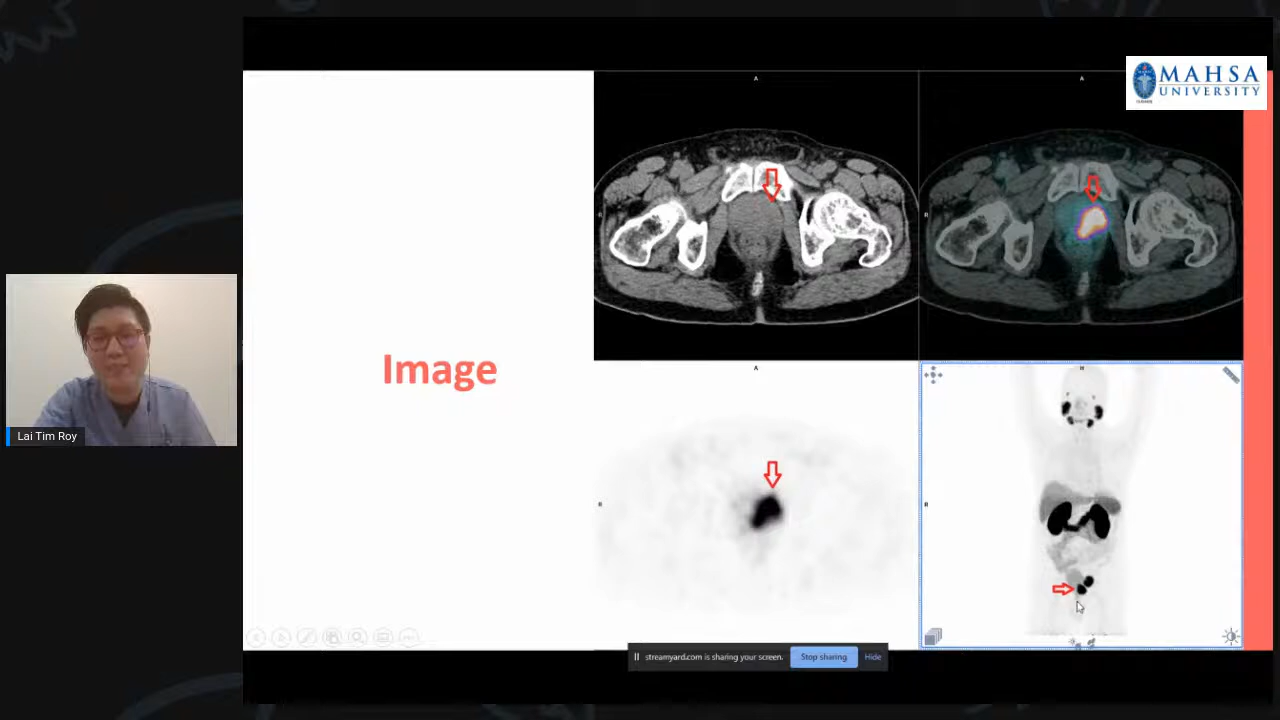 MAHSA
UNIVERSITY
A
A
R
R
Image
Lai Tim Roy
A
H
R
R
streamyard.com is sharing your screen.
Stop sharing
Hide